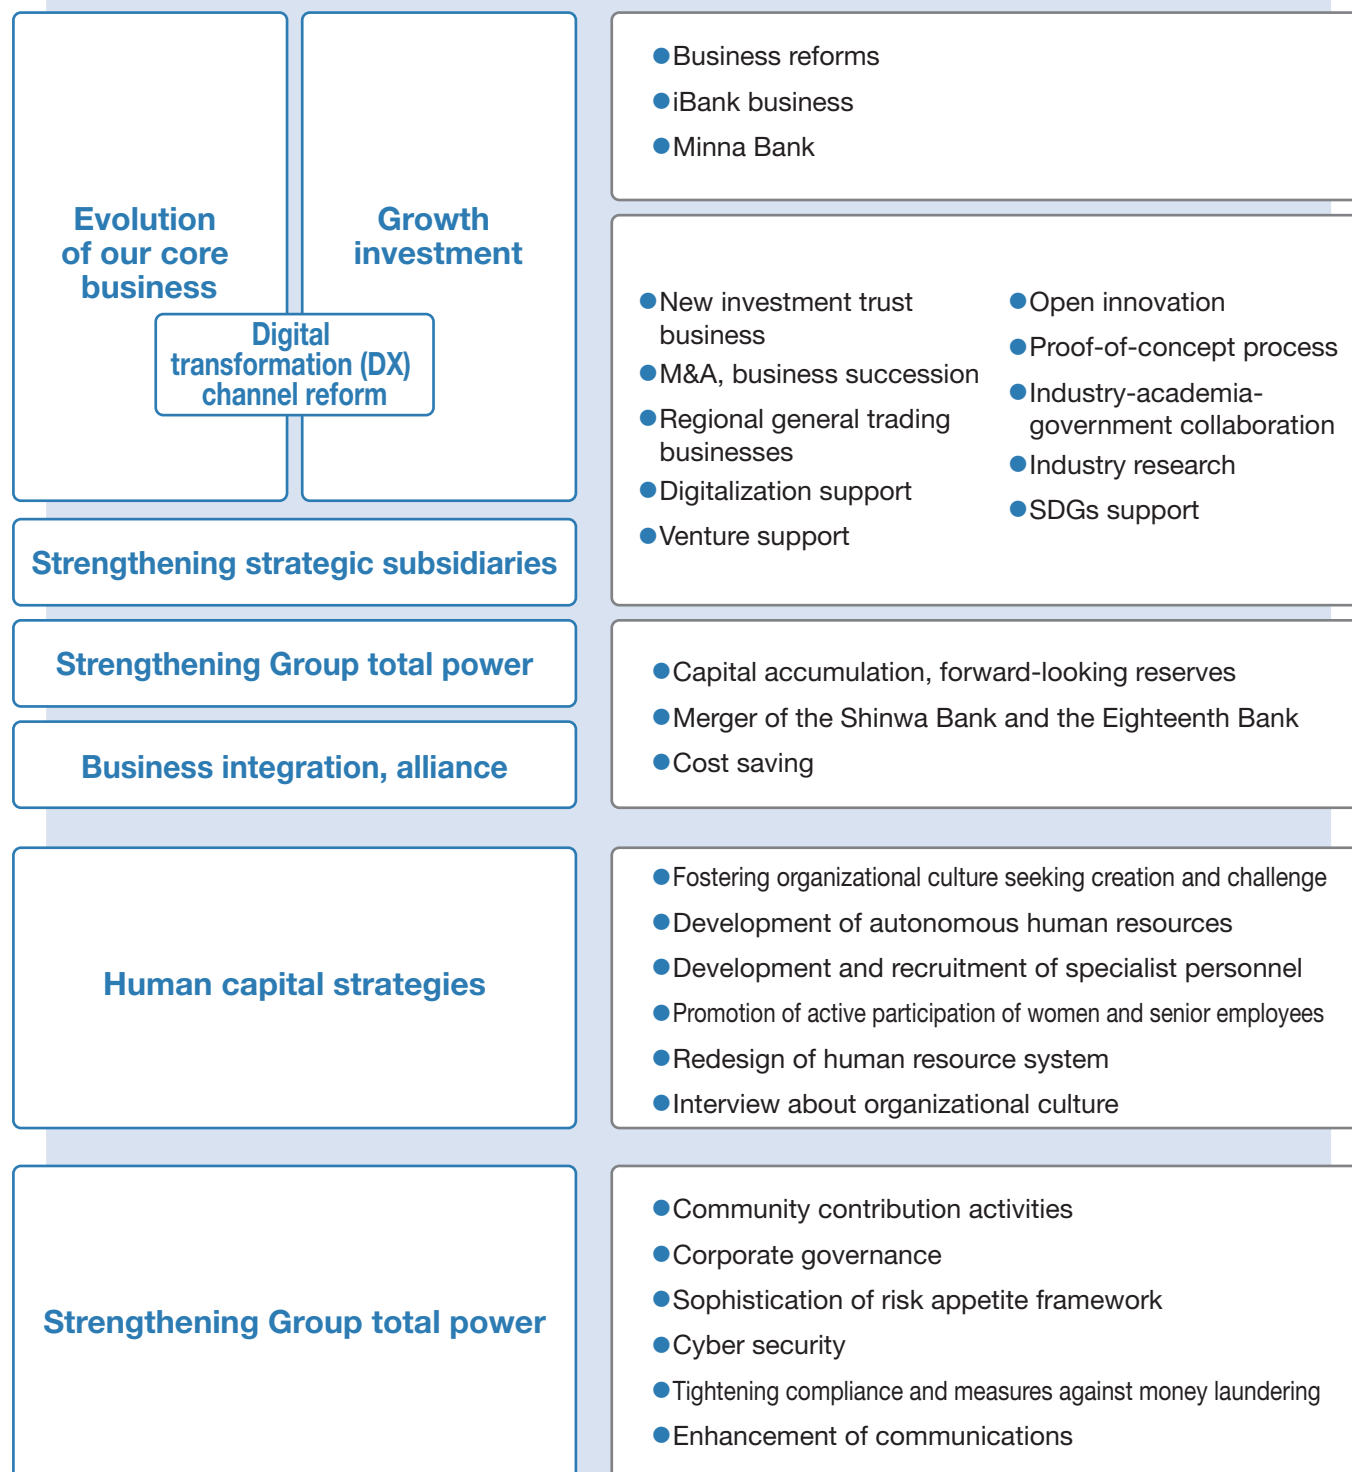 Evolution
of our core
business
Growth
investment
Digital
transformation (DX)
channel reform
Strengthening strategic subsidiaries
●Business reforms
●iBank business
●Minna Bank
●New investment trust
business
●M&A, business succession
●Regional general trading
businesses
●Digitalization support
●Venture support
●Open innovation
●Proof-of-concept process
●Industry-academia-
government collaboration
●Industry research
●SDGs support
Strengthening Group total power
Business integration, alliance
●Capital accumulation, forward-looking reserves
●Merger of the Shinwa Bank and the Eighteenth Bank
●Cost saving
Human capital strategies
●Fostering organizational culture seeking creation and challenge
●Development of autonomous human resources
●Development and recruitment of specialist personnel
●Promotion of active participation of women and senior employees
●Redesign of human resource system
●Interview about organizational culture
Strengthening Group total power
●Community contribution activities
●Corporate governance
●Sophistication of risk appetite framework
●Cyber security
●Tightening compliance and measures against money laundering
●Enhancement of communications